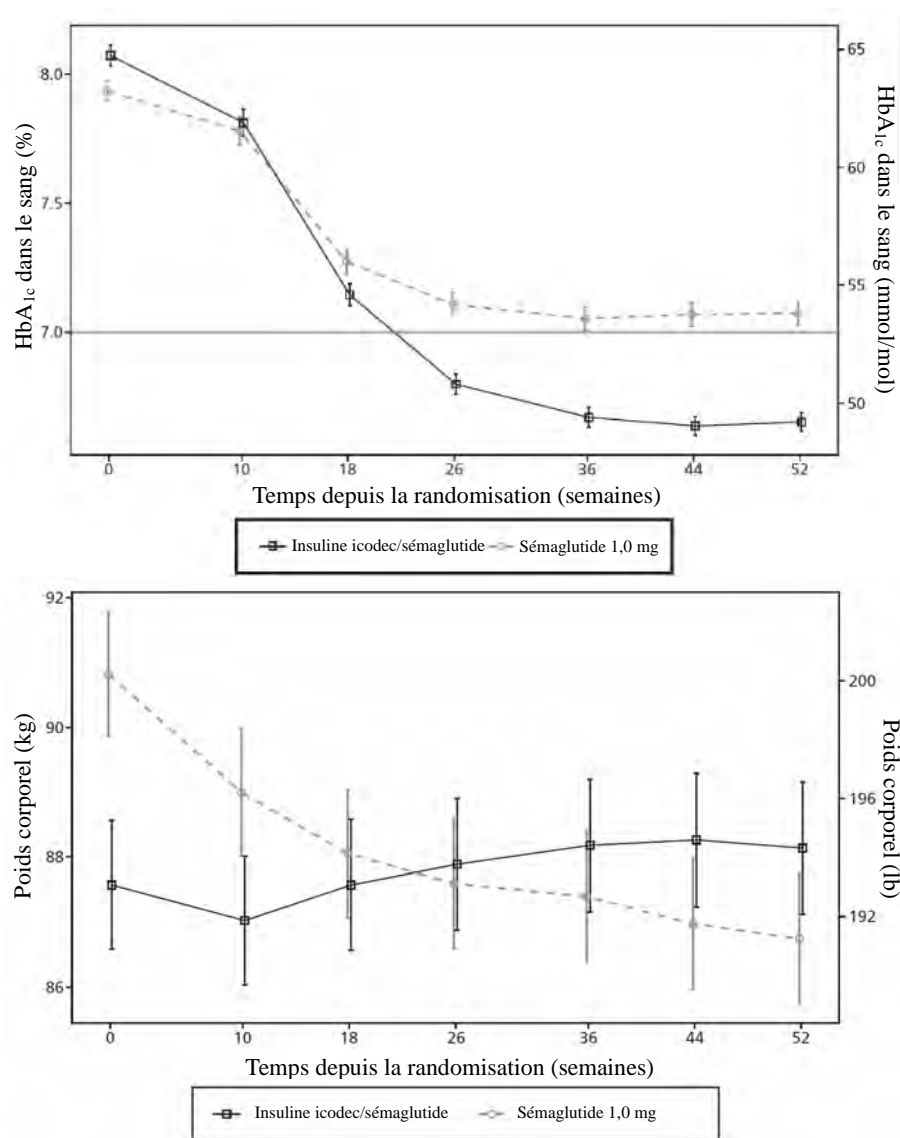 HbA1c dans le sang (%)
8.0
7.5
7.0
HbA1c dans le sang (mmol/mol)
65
60
55
50
0 10 18 26 36 44 52
Temps depuis la randomisation (semaines)
Insuline icodec/sémaglutide Sémaglutide 1,0 mg
Poids corporel (kg)
92
90
88
86
Poids corporel (lb)
200
196
192
0 10 18 26 36 44 52
Temps depuis la randomisation (semaines)
Insuline icodec/sémaglutide Sémaglutide 1,0 mg